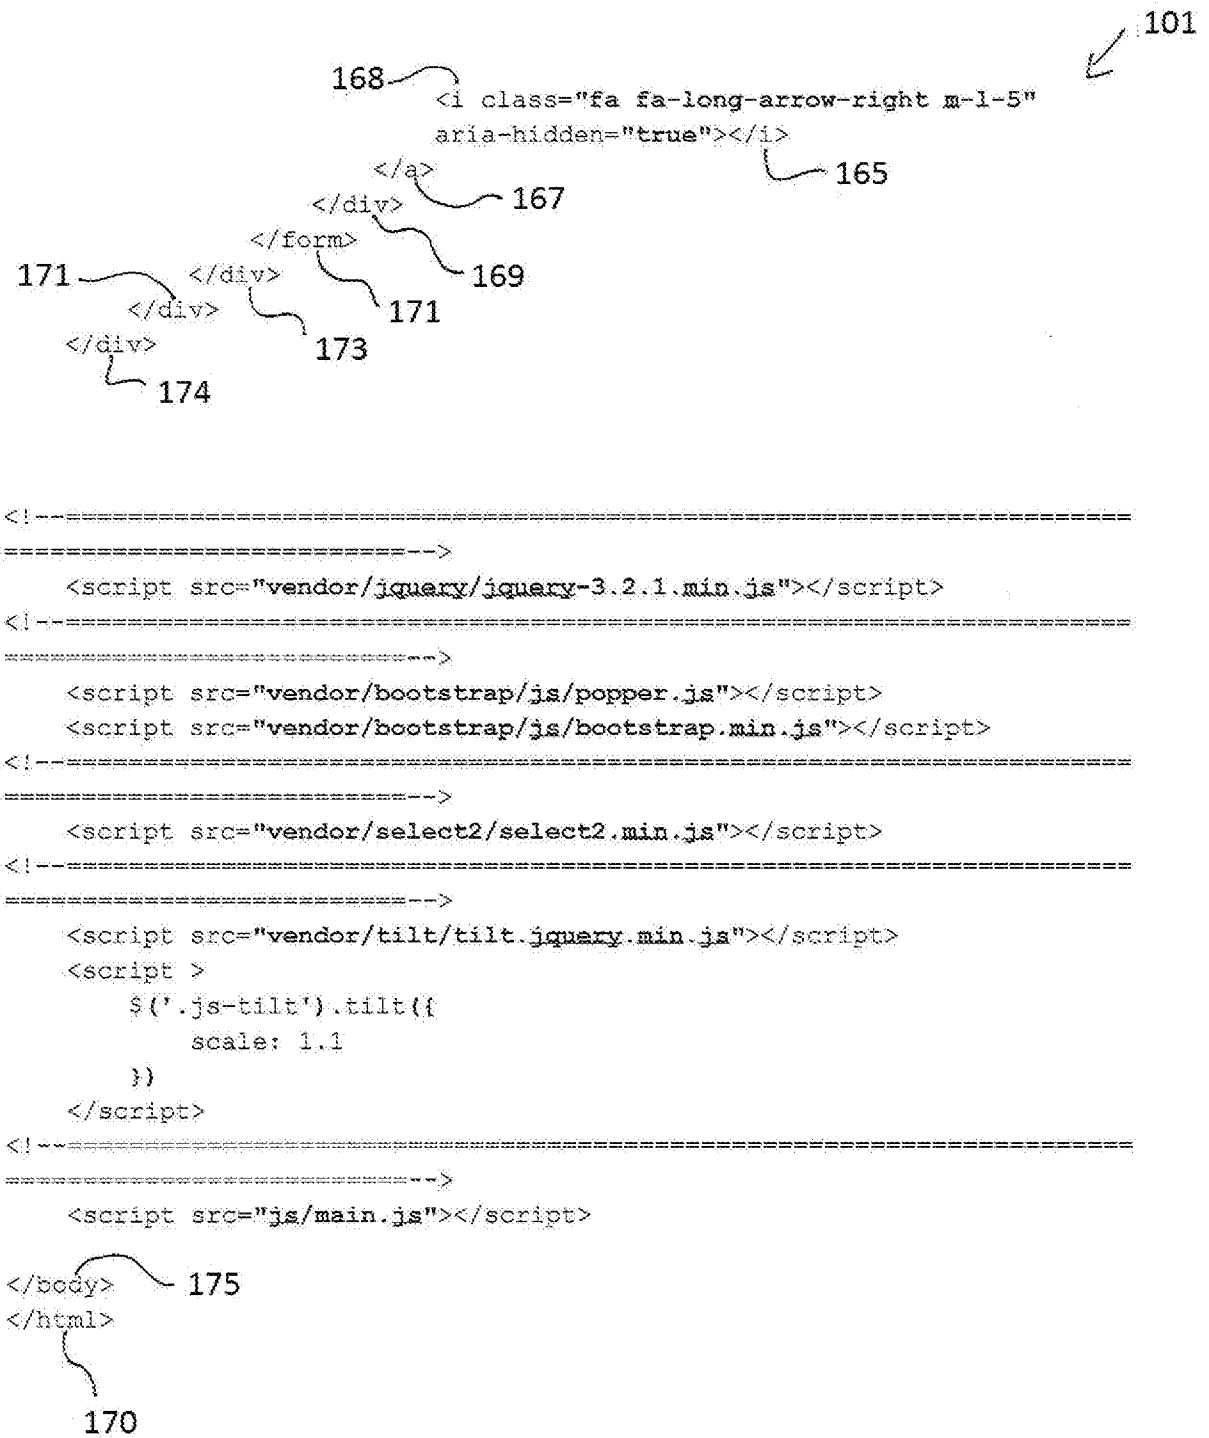 101
168
<i class="fa fa-long-arrow-right m-l-5"
aria-hidden="true"></i>
165
</a>
167
</div>
</form>
169
171
</div>
171
</div>
173
</div>
174
<!--=====================================================================
==========================-->
<script src="vendor/jquery/jquery-3.2.1.min.js"></script>
<!--=====================================================================
==========================-->
<script src="vendor/bootstrap/js/popper.js"></script>
<script src="vendor/bootstrap/js/bootstrap.min.js"></script>
<!--=====================================================================
==========================-->
<script src="vendor/select2/select2.min.js"></script>
<!--=====================================================================
==========================-->
<script src="vendor/tilt/tilt.jquery.min.js"></script>
<script >
$('.js-tilt').tilt({
scale: 1.1
})
</script>
<!--=====================================================================
==========================-->
<script src="js/main.js"></script>
</body>
175
</html>
170